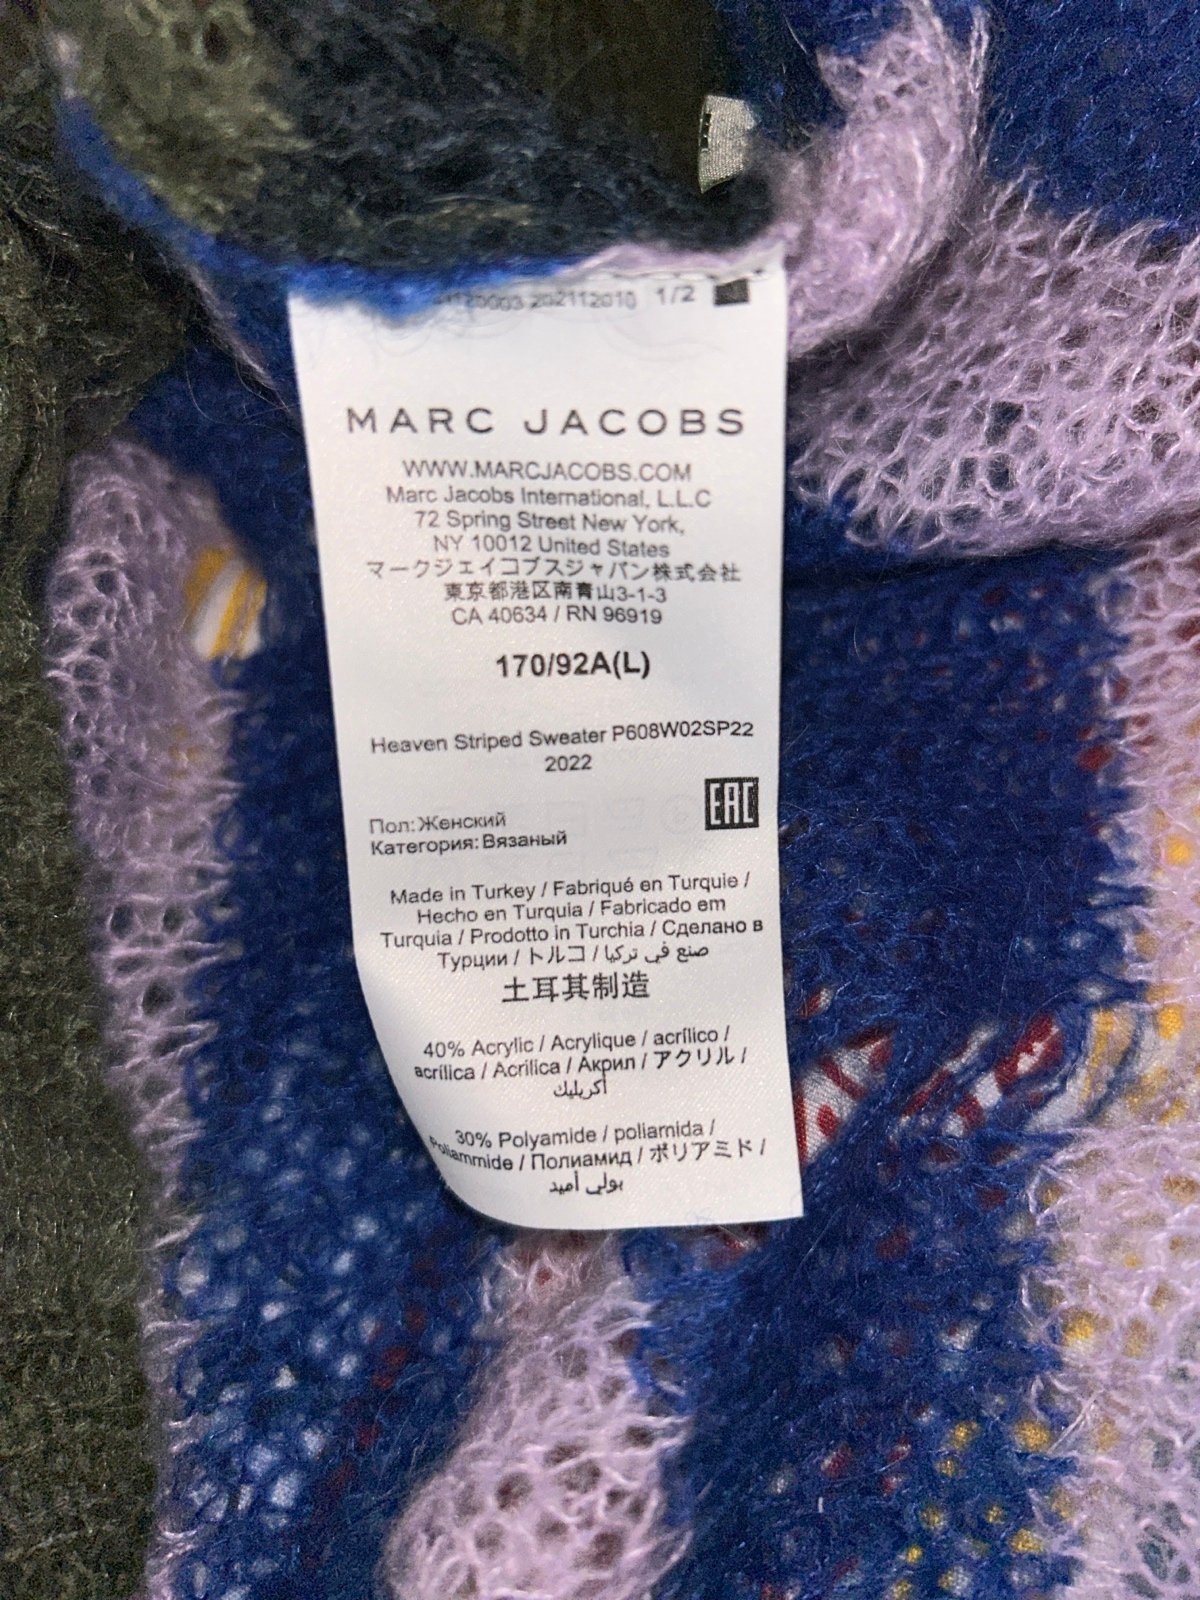 202112010 1/2
MARC JACOBS
WWW.MARCJACOBS.COM
Marc Jacobs International, L.L.C
72 Spring Street New York,
NY 10012 United States
マークジェイコブスジャパン株式会社
東京都港区南青山3-1-3
CA 40634 / RN 96919
170/92A(L)
Heaven Striped Sweater P608W02SP22
2022
EAC
Пол:Женский
Категория:Вязаный
Made in Turkey / Fabriqué en Turquie /
Hecho en Turquia / Fabricado em
Turquia / Prodotto in Turchia / Сделано в
Турции / トルコ / صنع في تركيا
土耳其制造
40% Acrylic / Acrylique / acrílico /
acrílica / Acrilica / Акрил / アクリル /
أكريليك
30% Polyamide / poliamida /
Poliammide / Полиамид / ポリアミド /
بولي أميد